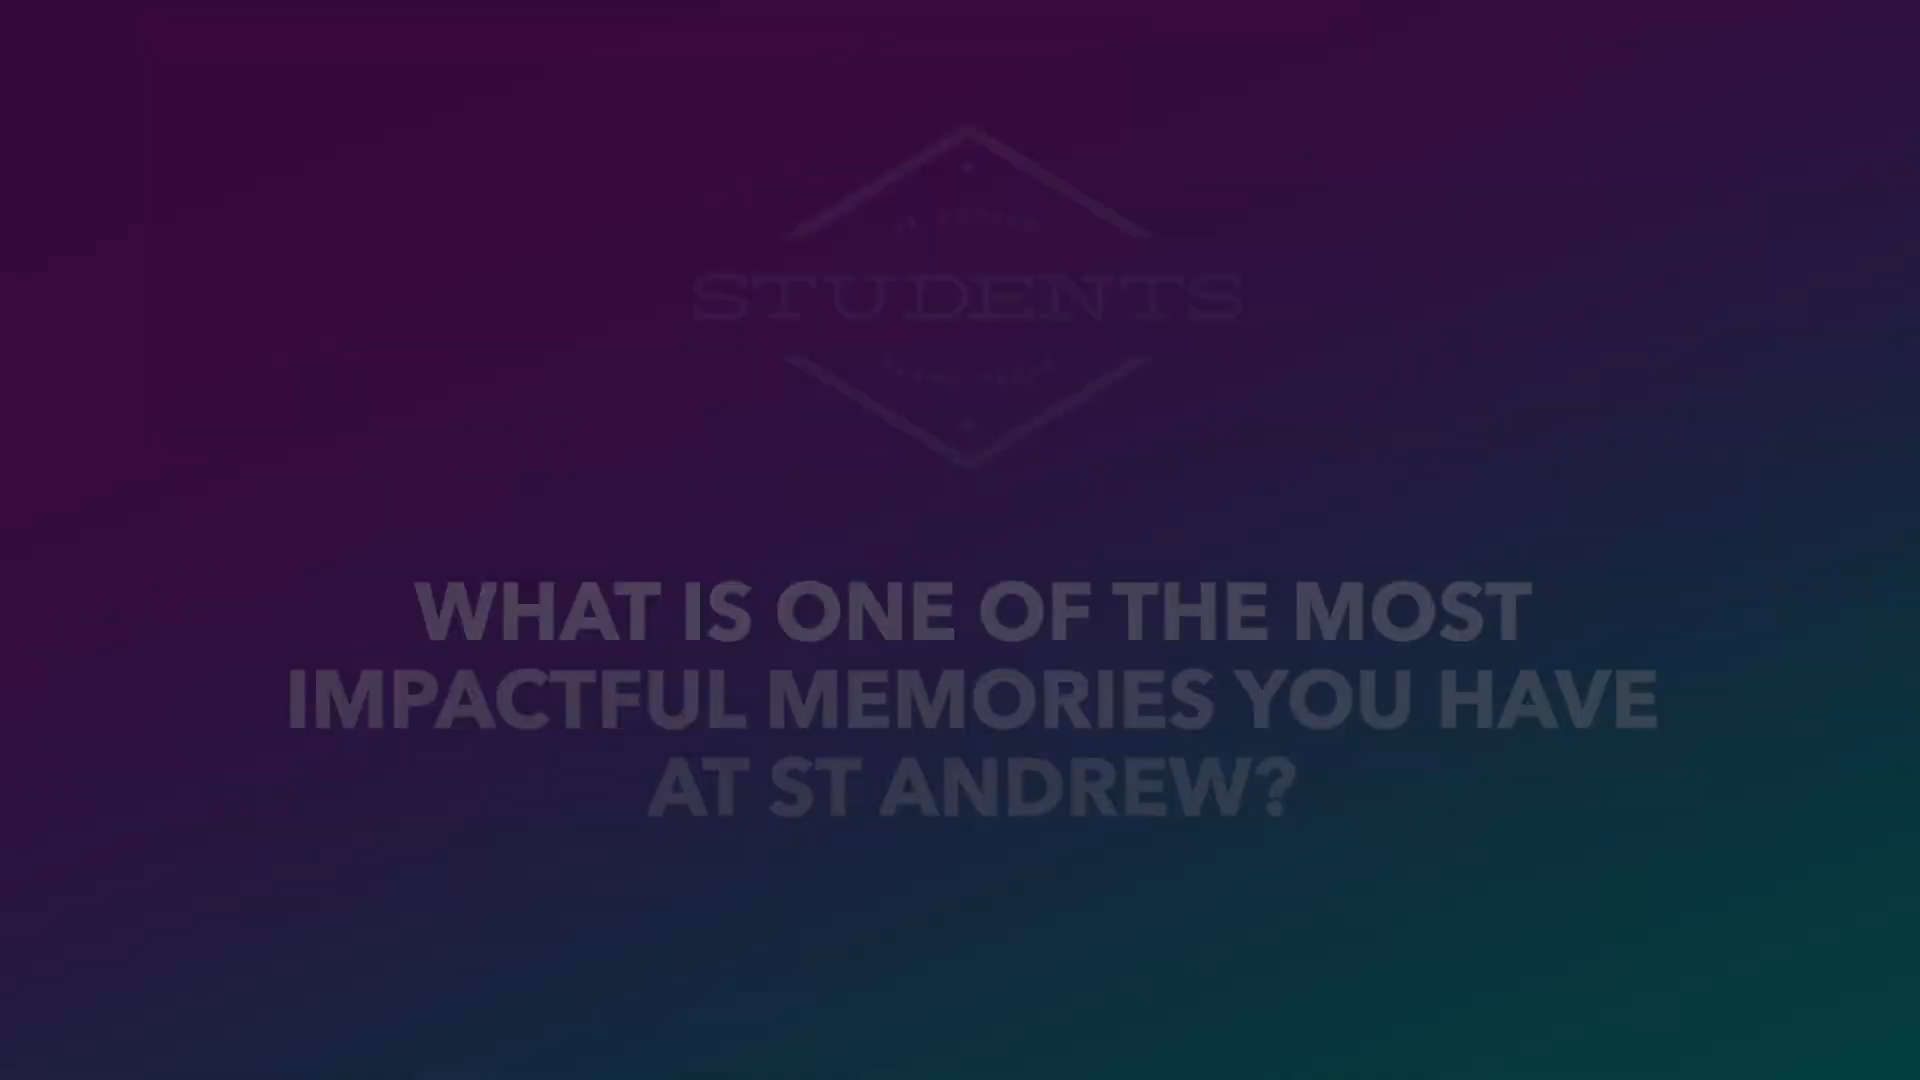 STUDENTS
WHAT IS ONE OF THE MOST
IMPACTFUL MEMORIES YOU HAVE
AT ST ANDREW?